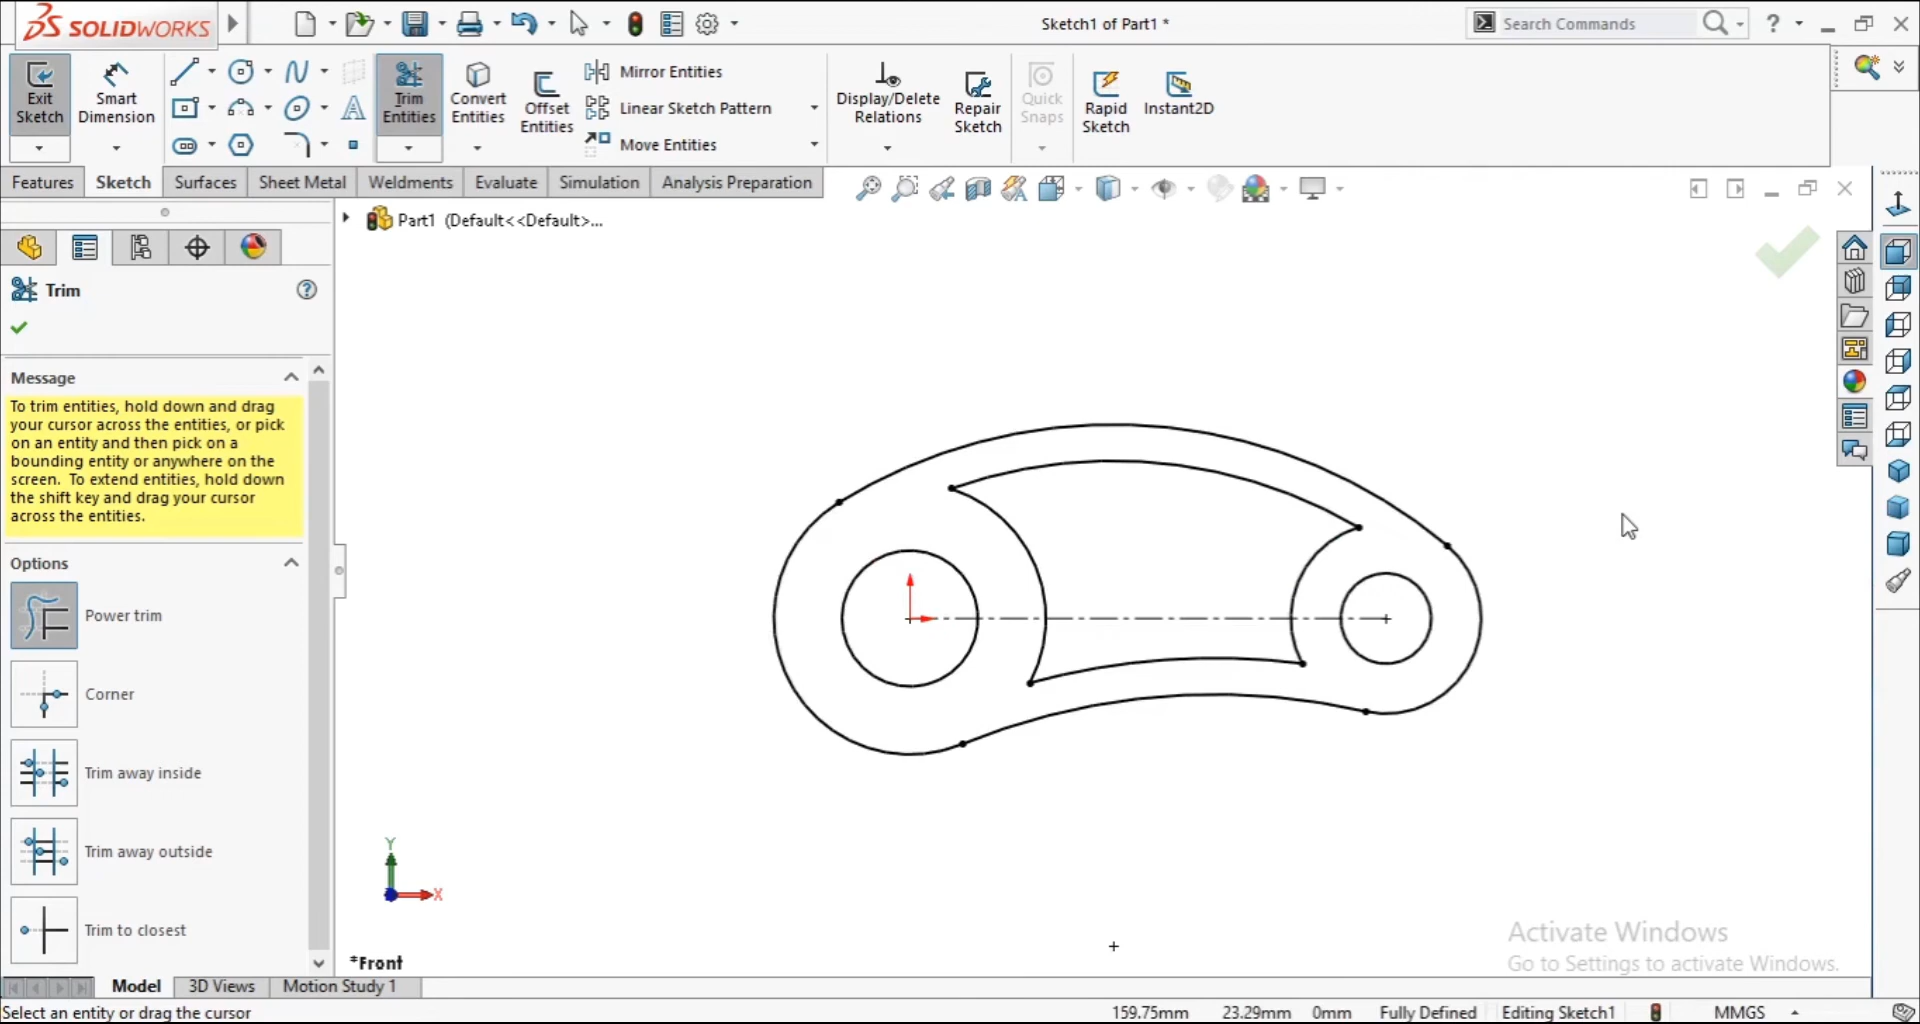 SOLIDWORKS
Sketch1 of Part1 *
Search Commands
?
Exit Sketch
Smart Dimension
Trim Entities
Convert Entities
Offset Entities
Mirror Entities
Linear Sketch Pattern
Move Entities
Display/Delete Relations
Repair Sketch
Quick Snaps
Rapid Sketch
Instant2D
Features
Sketch
Surfaces
Sheet Metal
Weldments
Evaluate
Simulation
Analysis Preparation
Part1 (Default<<Default>...
Trim
?
Message
To trim entities, hold down and drag
your cursor across the entities, or pick
on an entity and then pick on a
bounding entity or anywhere on the
screen. To extend entities, hold down
the shift key and drag your cursor
across the entities.
Options
Power trim
Corner
Trim away inside
Trim away outside
Trim to closest
Y
X
*Front
Activate Windows
Go to Settings to activate Windows.
Model
3D Views
Motion Study 1
Select an entity or drag the cursor
159.75mm
23.29mm
0mm
Fully Defined
Editing Sketch1
MMGS